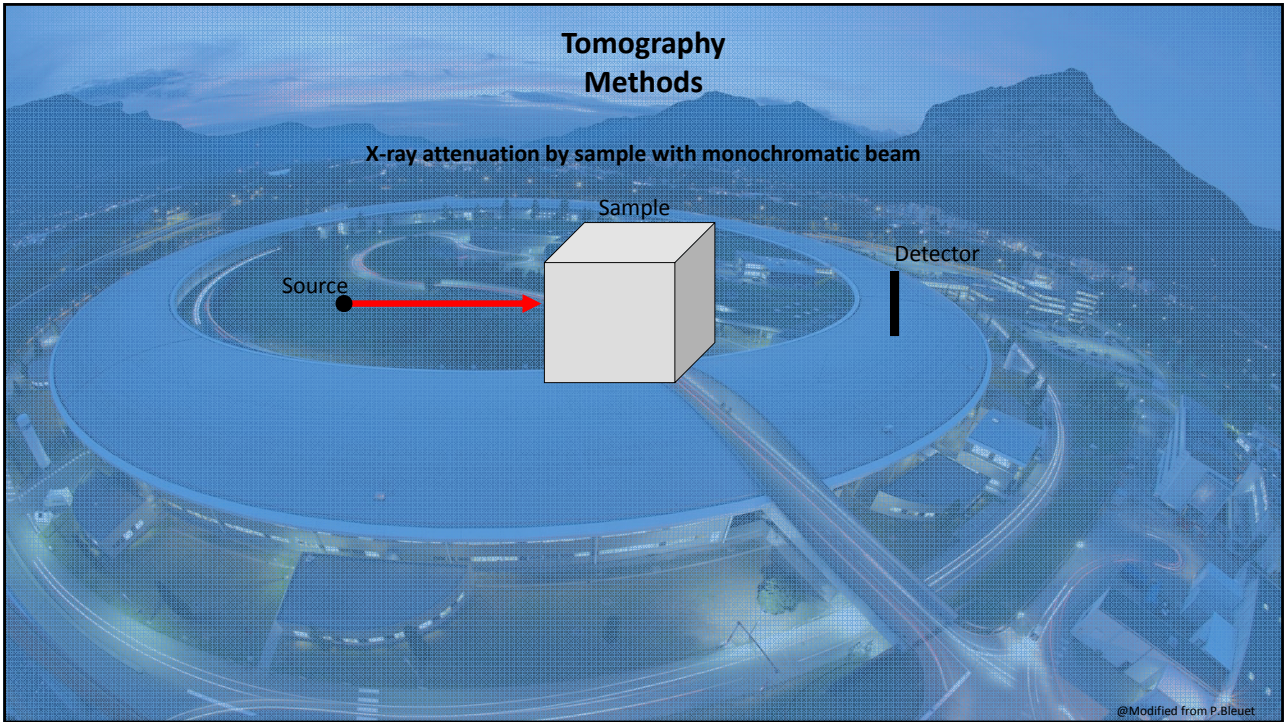 Tomography
Methods
X-ray attenuation by sample with monochromatic beam
Sample
Detector
Source
@Modified from P.Bleuet